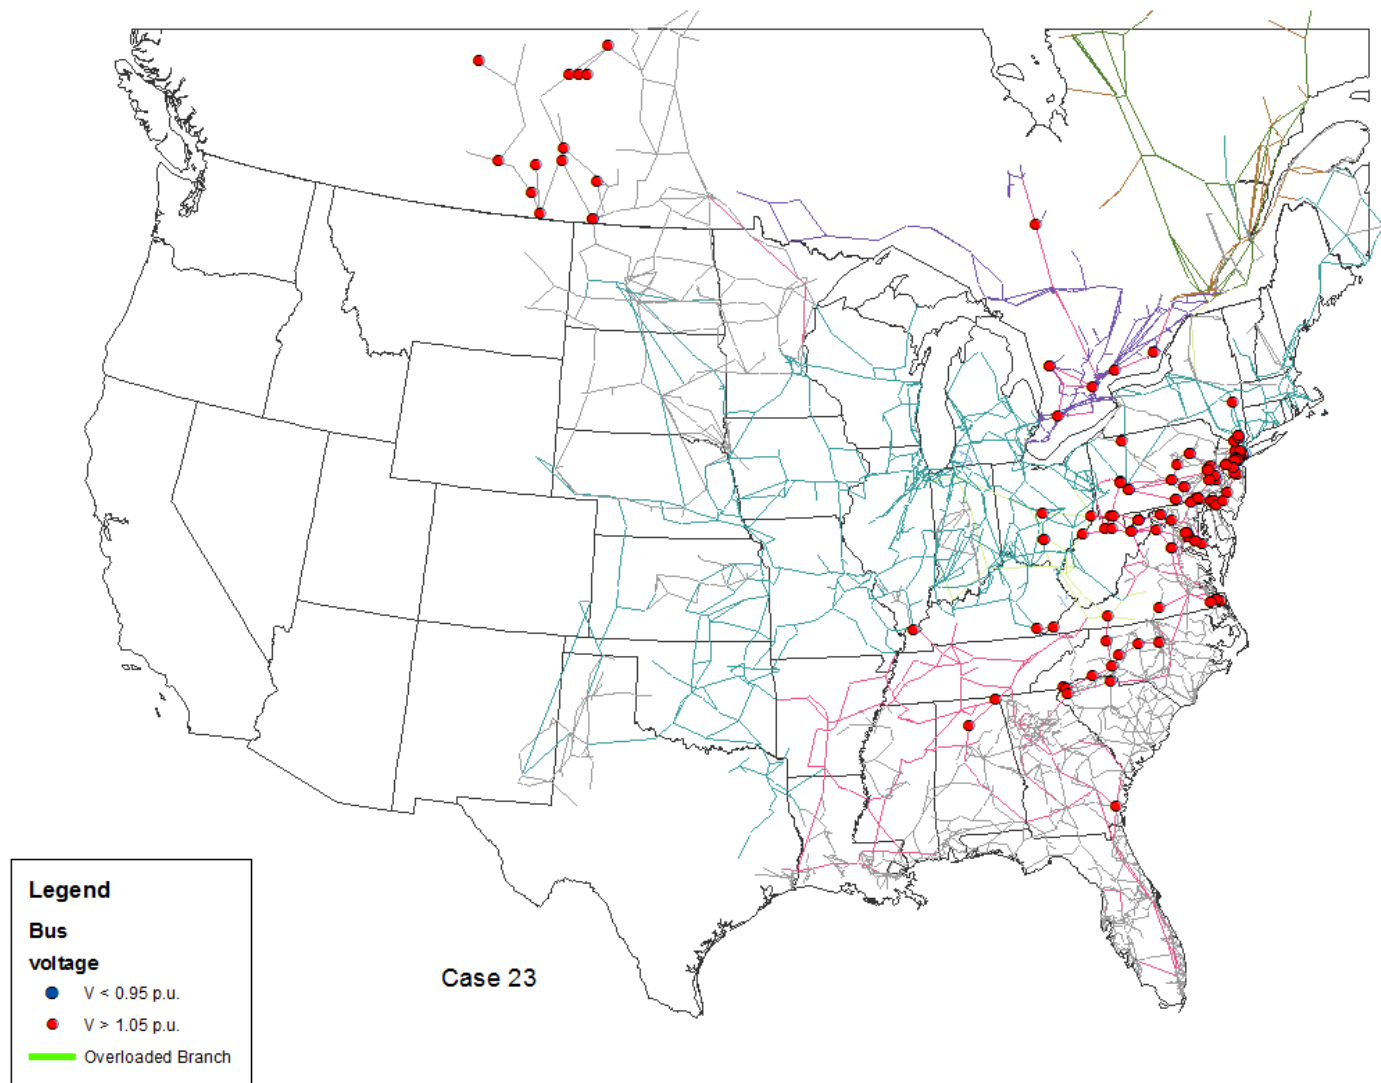 Case 23
Legend
Bus
voltage
V < 0.95 p.u.
V > 1.05 p.u.
Overloaded Branch